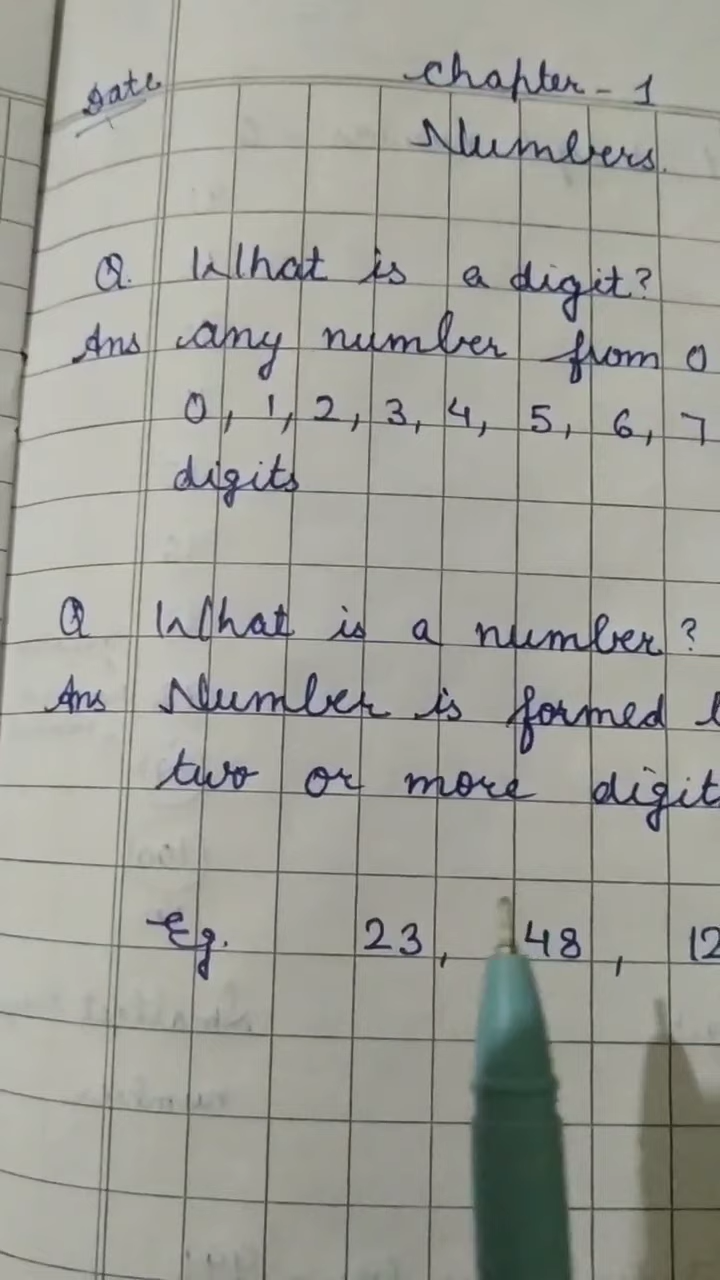 Date
Chapter - 1
Numbers.
Q. What is a digit?
Ans any number from 0
0, 1, 2, 3, 4, 5, 6, 7
digits
Q What is a number?
Ans Number is formed
two or more digit
Eg. 23, 48, 12